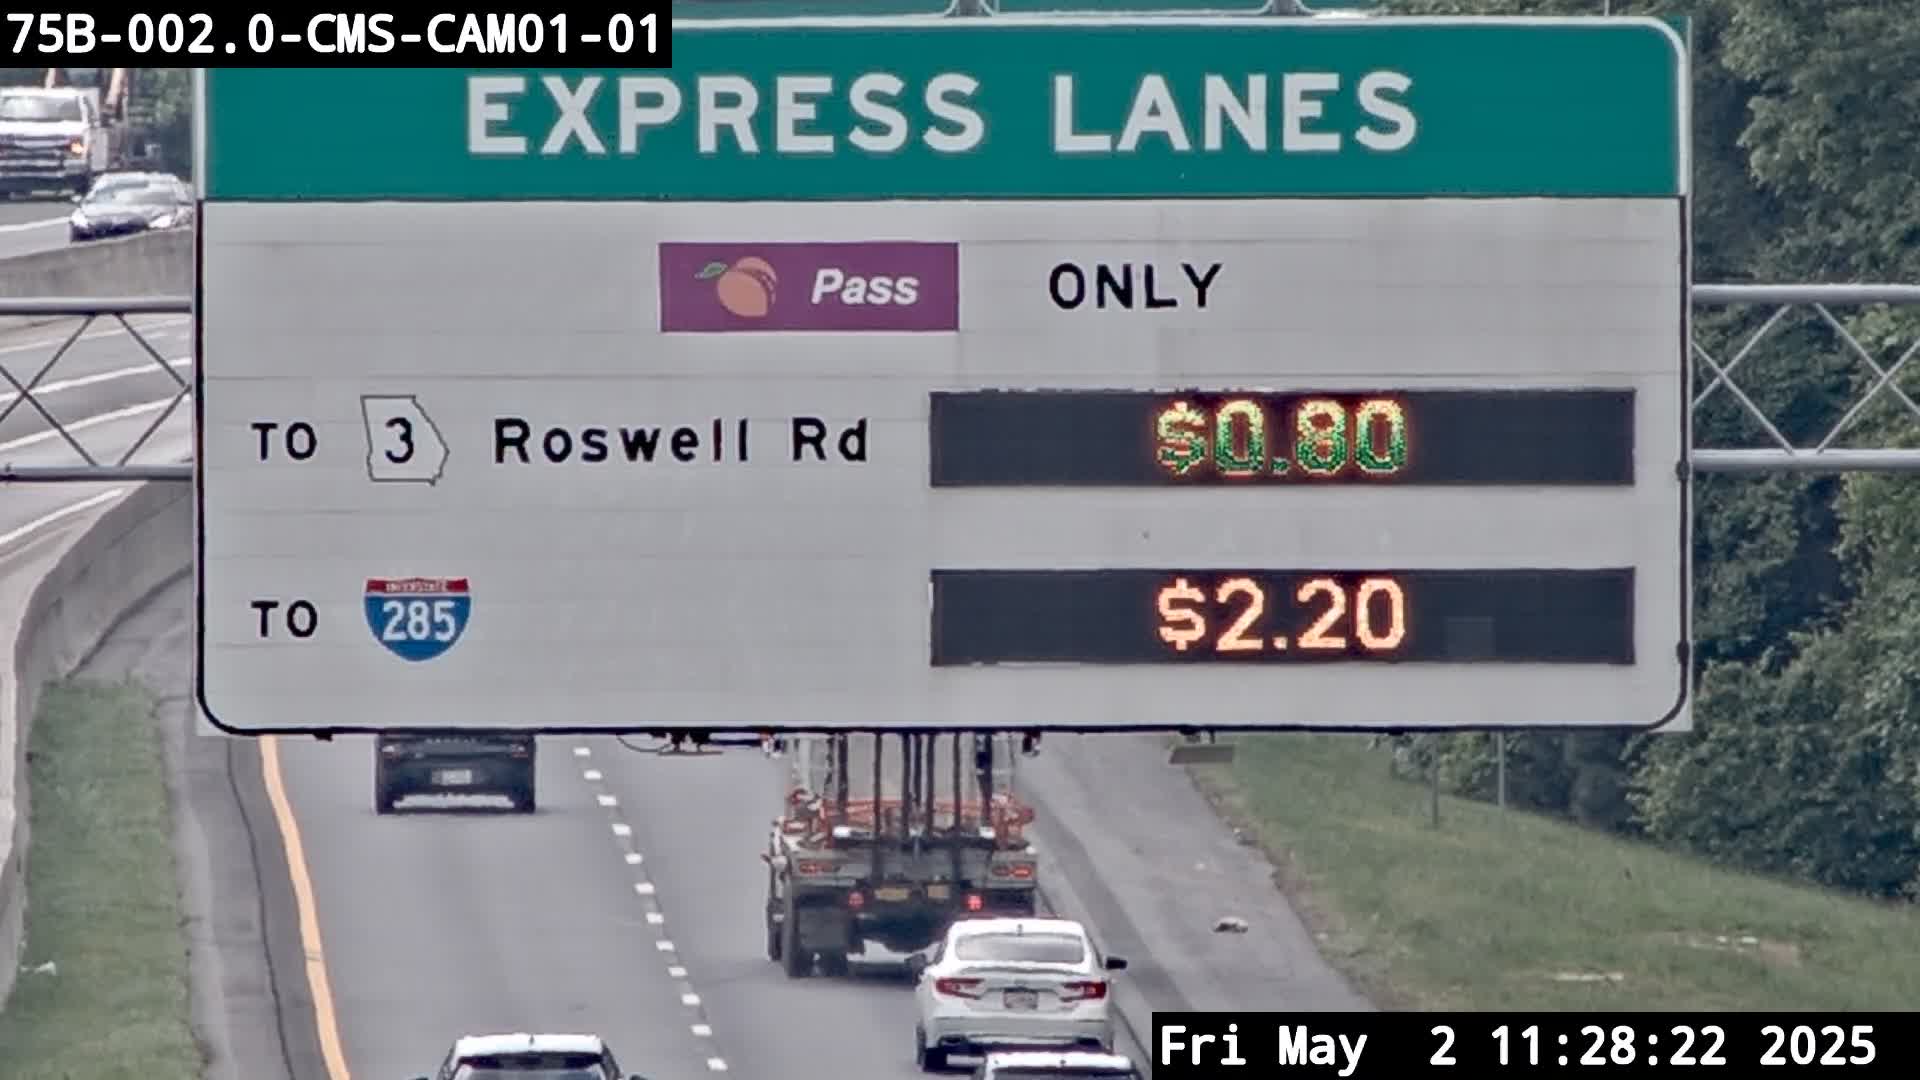 75B-002.0-CMS-CAM01-01
EXPRESS LANES
Pass ONLY
TO 3 Roswell Rd $0.80
INTERSTATE
TO 285 $2.20
Fri May 2 11:28:22 2025